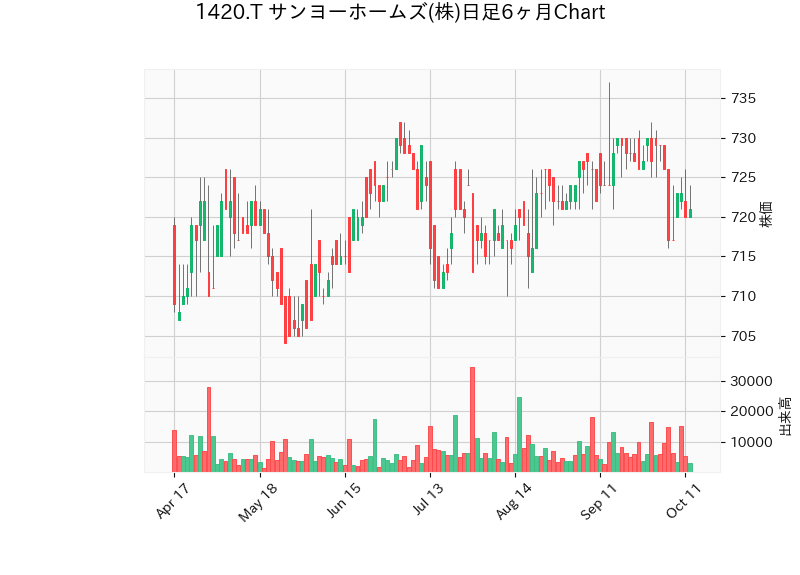 1420.T サンヨーホームズ(株)日足6ヶ月Chart
735
730
725
720
715
710
705
株価
30000
20000
10000
出来高
Apr 17
May 18
Jun 15
Jul 13
Aug 14
Sep 11
Oct 11